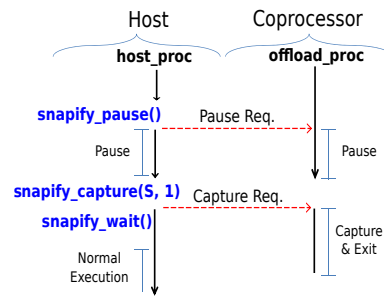 Host
Coprocessor
host_proc
offload_proc
snapify_pause()
Pause Req.
Pause
Pause
snapify_capture(S, 1)
Capture Req.
snapify_wait()
Capture
& Exit
Normal
Execution